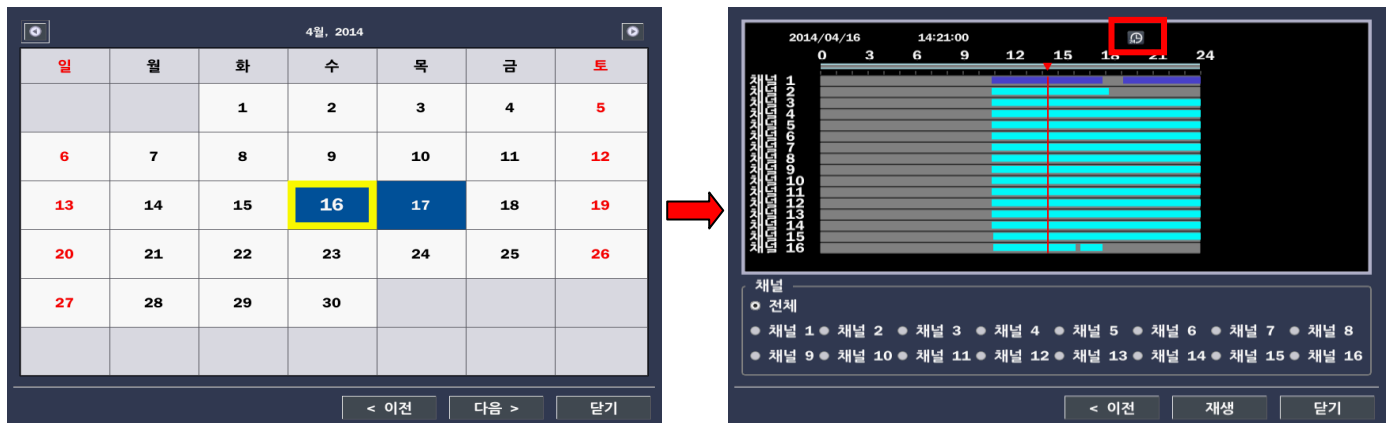 4월, 2014
일 월 화 수 목 금 토
1 2 3 4 5
6 7 8 9 10 11 12
13 14 15 16 17 18 19
20 21 22 23 24 25 26
27 28 29 30
< 이전 다음 > 닫기
2014/04/16 14:21:00
0 3 6 9 12 15 18 21 24
채널 1
채널 2
채널 3
채널 4
채널 5
채널 6
채널 7
채널 8
채널 9
채널 10
채널 11
채널 12
채널 13
채널 14
채널 15
채널 16
채널
전체
채널 1 채널 2 채널 3 채널 4 채널 5 채널 6 채널 7 채널 8
채널 9 채널 10 채널 11 채널 12 채널 13 채널 14 채널 15 채널 16
< 이전 재생 닫기